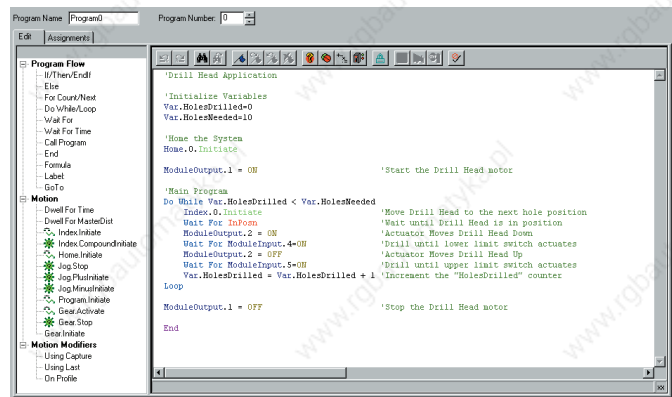 Program Name Program0 Program Number: 0
Edit Assignments
Program Flow
If/Then/Endif
Else
For Count/Next
Do While/Loop
Wait For
Wait For Time
Call Program
End
Formula
Label
GoTo
Motion
Dwell For Time
Dwell For MasterDist
Index.Initiate
Index.CompoundInitiate
Home.Initiate
Jog.Stop
Jog.PlusInitiate
Jog.MinusInitiate
Program.Initiate
Gear.Activate
Gear.Stop
Gear.Initiate
Motion Modifiers
Using Capture
Using Last
On Profile
'Drill Head Application
'Initialize Variables
Var.HolesDrilled=0
Var.HolesNeeded=10
'Home the System
Home.0.Initiate
ModuleOutput.1 = ON 'Start the Drill Head motor
'Main Program
Do While Var.HolesDrilled < Var.HolesNeeded
Index.0.Initiate 'Move Drill Head to the next hole position
Wait For InPosn 'Wait until Drill Head is in position
ModuleOutput.2 = ON 'Actuator Moves Drill Head Down
Wait For ModuleInput.4=ON 'Drill until lower limit switch actuates
ModuleOutput.2 = OFF 'Actuator Moves Drill Head Up
Wait For ModuleInput.5=ON 'Drill until upper limit switch actuates
Var.HolesDrilled = Var.HolesDrilled + 1 'Increment the "HolesDrilled" counter
Loop
ModuleOutput.1 = OFF 'Stop the Drill Head motor
End